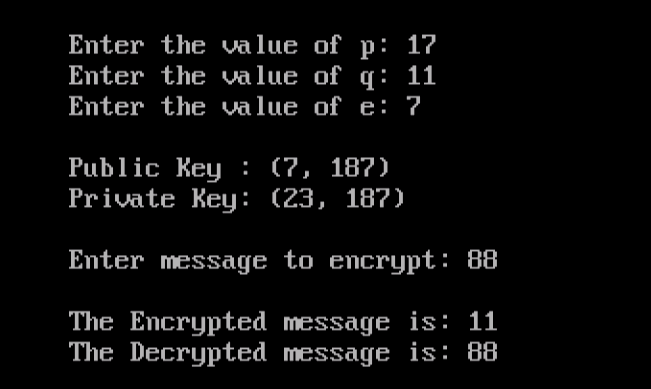 Enter the value of p: 17
Enter the value of q: 11
Enter the value of e: 7
Public Key : (7, 187)
Private Key: (23, 187)
Enter message to encrypt: 88
The Encrypted message is: 11
The Decrypted message is: 88